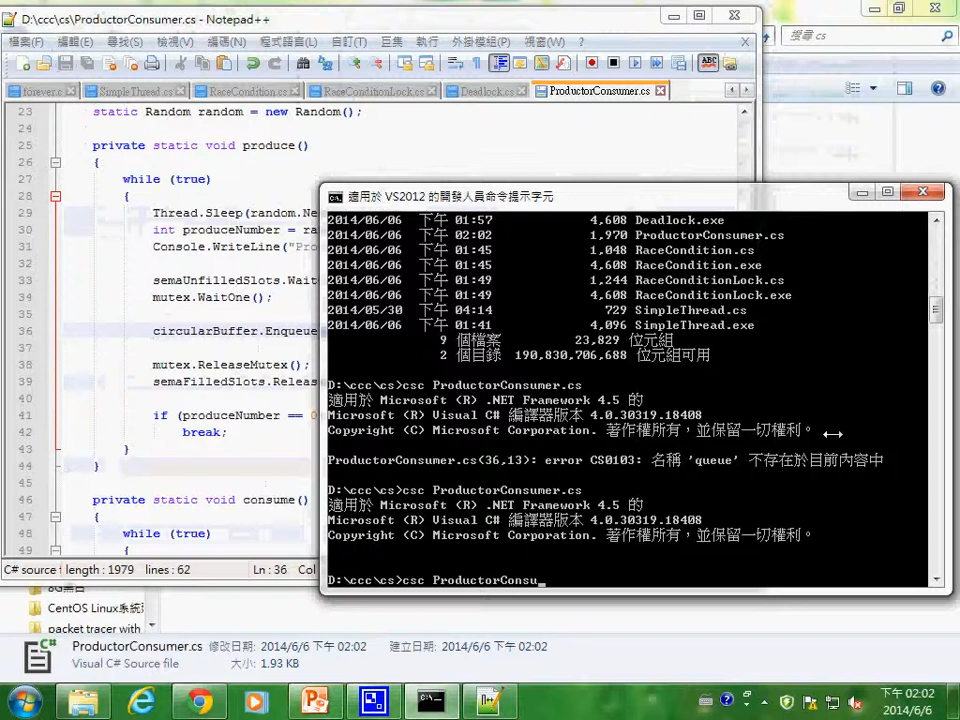 D:\ccc\cs\ProductorConsumer.cs - Notepad++
檔案(F) 編輯(E) 尋找(S) 檢視(V) 編碼(N) 程式語言(L) 自訂(T) 巨集 執行 外掛模組(P) 視窗(W) ? X
搜尋 cs
forever.c SimpleThread.cs RaceCondition.cs RaceConditionLock.cs Deadlock.cs ProductorConsumer.cs
23 static Random random = new Random();
24
25 private static void produce()
26 {
27 while (true)
28 {
29 Thread.Sleep(random.Ne
30 int produceNumber = ra
31 Console.WriteLine("Pro
32
33 semaUnfilledSlots.Wait
34 mutex.WaitOne();
35
36 circularBuffer.Enqueue
37
38 mutex.ReleaseMutex();
39 semaFilledSlots.Releas
40
41 if (produceNumber == 0
42 break;
43 }
44 }
45
46 private static void consume()
47 {
48 while (true)
49 {
C# source f length : 1979 lines : 62 Ln : 36 Col
適用於 VS2012 的開發人員命令提示字元
2014/06/06 下午 01:57 4,608 Deadlock.exe
2014/06/06 下午 02:02 1,970 ProductorConsumer.cs
2014/06/06 下午 01:45 1,048 RaceCondition.cs
2014/06/06 下午 01:45 4,608 RaceCondition.exe
2014/06/06 下午 01:49 1,244 RaceConditionLock.cs
2014/06/06 下午 01:49 4,608 RaceConditionLock.exe
2014/05/30 下午 04:14 729 SimpleThread.cs
2014/06/06 下午 01:41 4,096 SimpleThread.exe
9 個檔案 23,829 位元組
2 個目錄 190,830,706,688 位元組可用
D:\ccc\cs>csc ProductorConsumer.cs
適用於 Microsoft (R) .NET Framework 4.5 的
Microsoft (R) Visual C# 編譯器版本 4.0.30319.18408
Copyright (C) Microsoft Corporation. 著作權所有，並保留一切權利。
ProductorConsumer.cs(36,13): error CS0103: 名稱 'queue' 不存在於目前內容中
D:\ccc\cs>csc ProductorConsumer.cs
適用於 Microsoft (R) .NET Framework 4.5 的
Microsoft (R) Visual C# 編譯器版本 4.0.30319.18408
Copyright (C) Microsoft Corporation. 著作權所有，並保留一切權利。
D:\ccc\cs>csc ProductorConsu_
CentOS Linux系統
packet tracer with
ProductorConsumer.cs 修改日期: 2014/6/6 下午 02:02 建立日期: 2014/6/6 下午 02:02
Visual C# Source file 大小: 1.93 KB
下午 02:02
2014/6/6